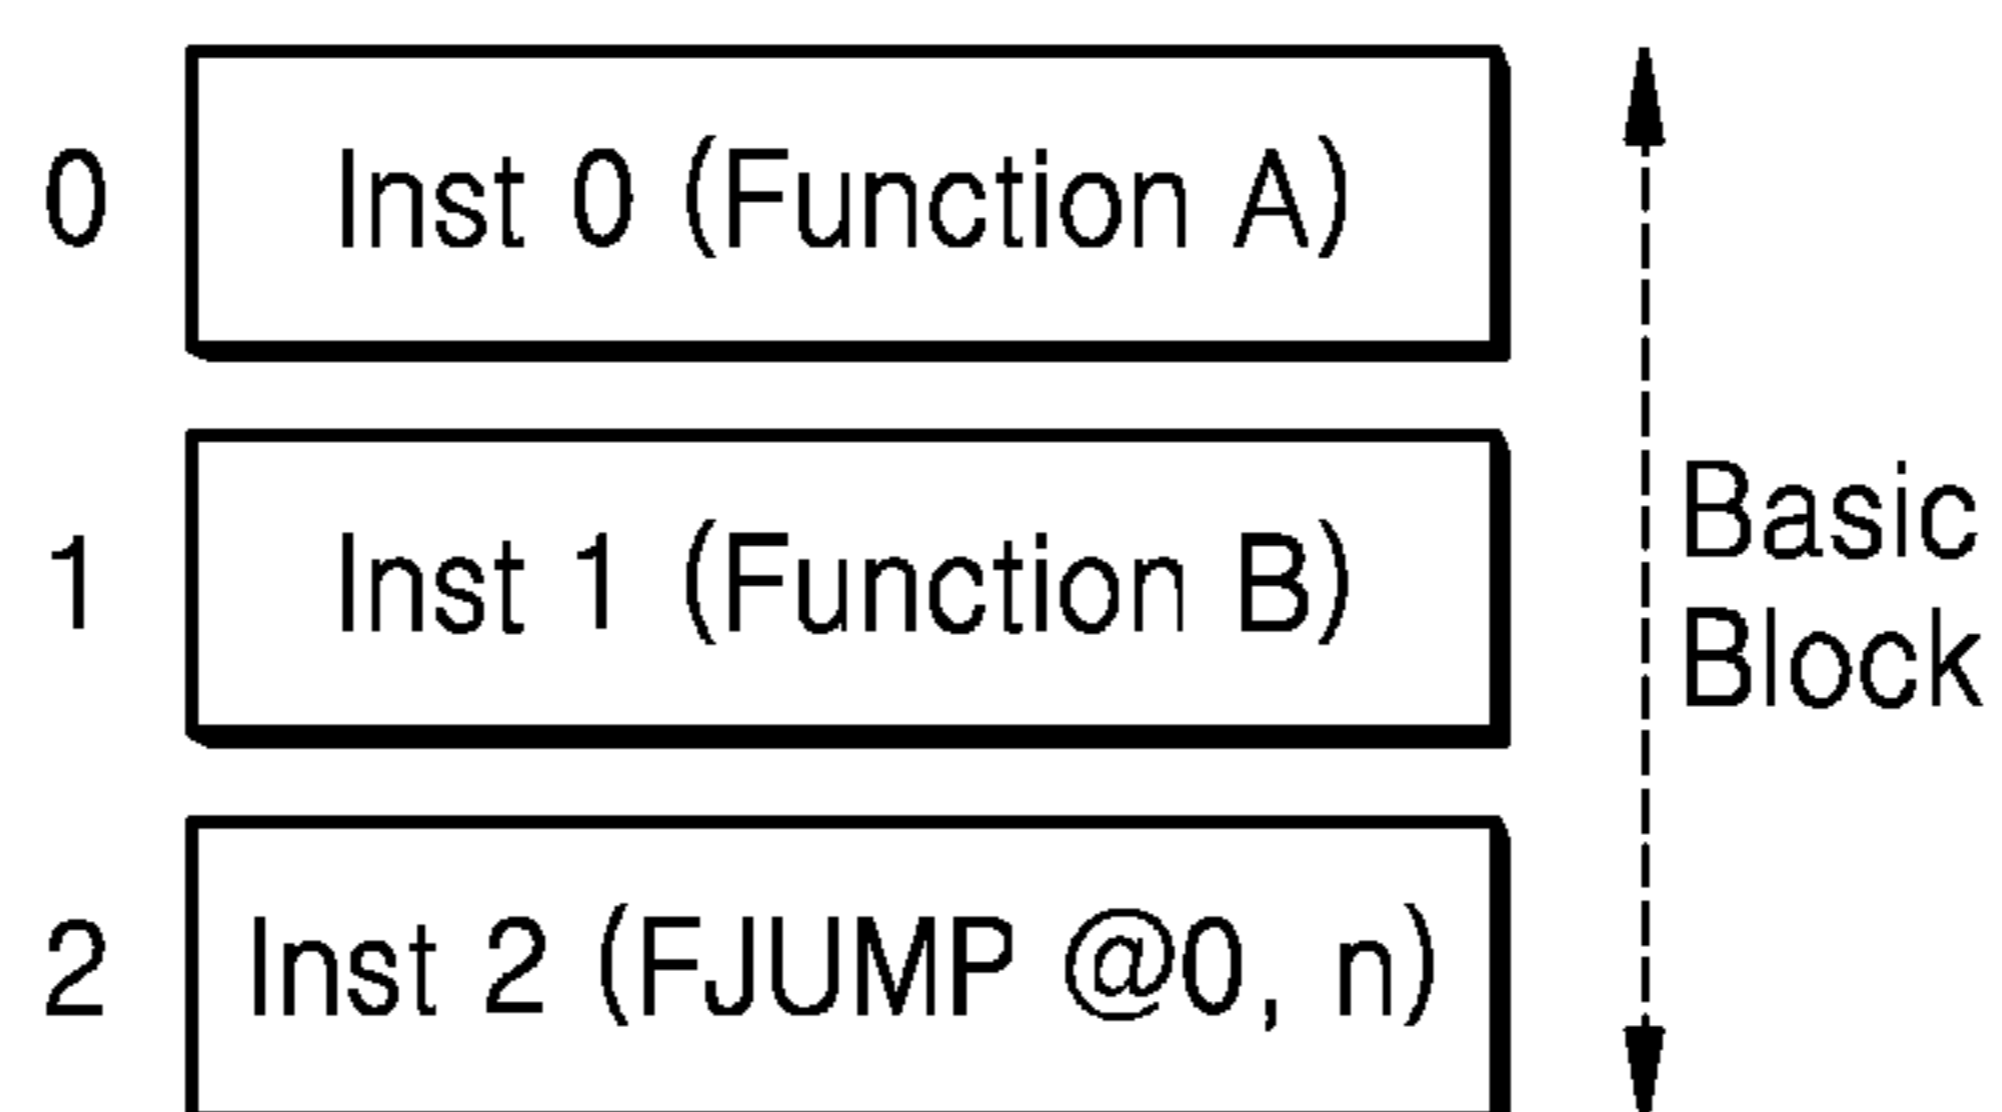 0 Inst 0 (Function A)
1 Inst 1 (Function B)
Basic
Block
2 Inst 2 (FJUMP @0, n)